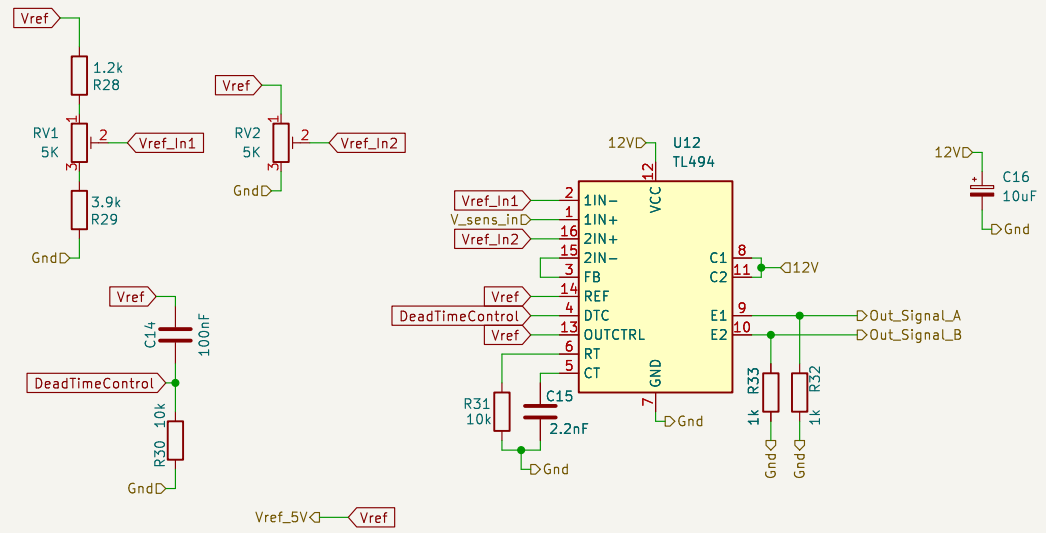 Vref
1.2k
R28
1
RV1
5K
2
Vref_In1
3
3.9k
R29
Gnd
Vref
1
RV2
5K
2
Vref_In2
3
Gnd
Vref
C14
100nF
DeadTimeControl
R30
10k
Gnd
Vref_5V
Vref
12V
U12
TL494
12
VCC
Vref_In1
2
1IN-
V_sens_in
1
1IN+
Vref_In2
16
2IN+
15
2IN-
3
FB
Vref
14
REF
DeadTimeControl
4
DTC
Vref
13
OUTCTRL
6
RT
5
CT
C1
8
C2
11
12V
E1
9
Out_Signal_A
E2
10
Out_Signal_B
GND
7
Gnd
R31
10k
C15
2.2nF
Gnd
R33
1k
Gnd
R32
1k
Gnd
12V
+
C16
10uF
Gnd